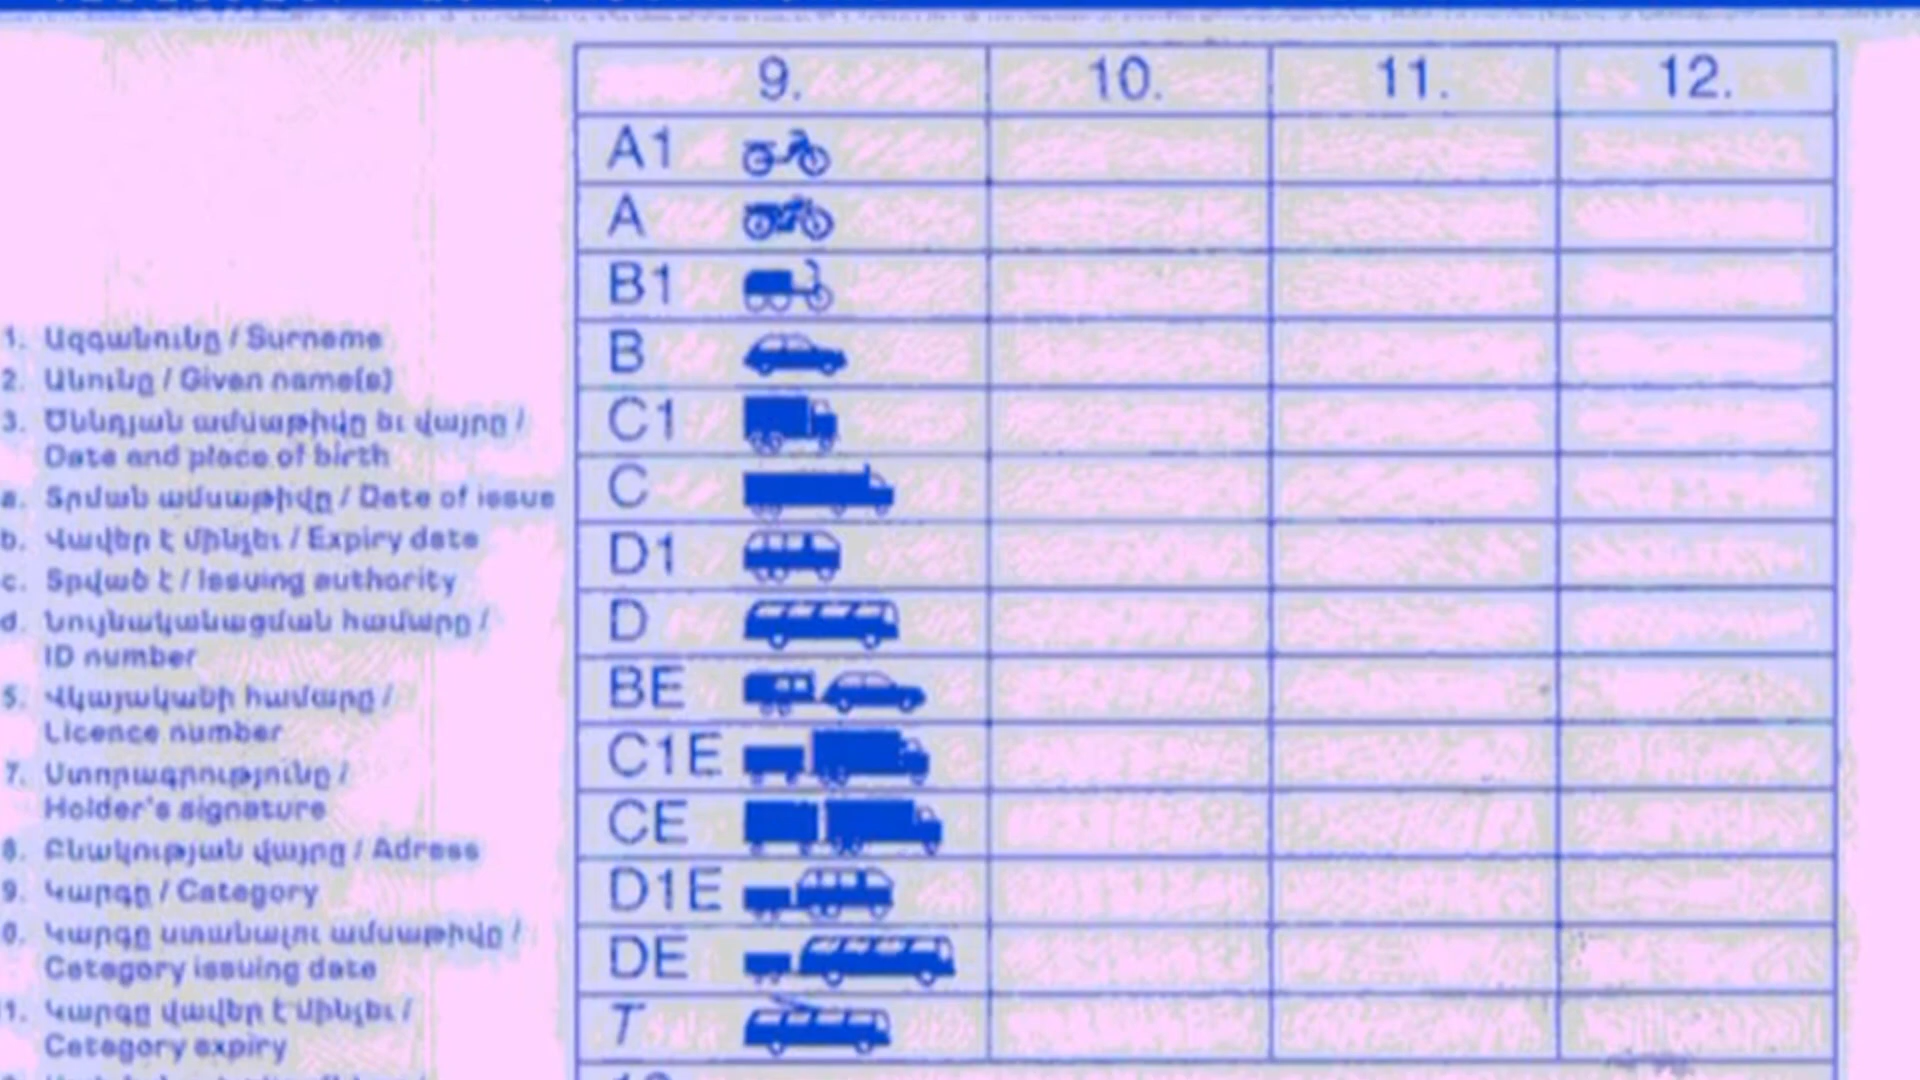 1. Ազգանունը / Surname
2. Անունը / Given name(s)
3. Ծննդյան ամսաթիվը եւ վայրը /
Date and place of birth
a. Տրման ամսաթիվը / Date of issue
b. Վավեր է մինչեւ / Expiry date
c. Տրված է / Issuing authority
d. Նույնականացման համարը /
ID number
5. Վկայականի համարը /
Licence number
7. Ստորագրությունը /
Holder's signature
8. Բնակության վայրը / Adress
9. Կարգը / Category
0. Կարգը ստանալու ամսաթիվը /
Category issuing date
1. Կարգը վավեր է մինչեւ /
Category expiry
9. 10. 11. 12.
A1
A
B1
B
C1
C
D1
D
BE
C1E
CE
D1E
DE
T